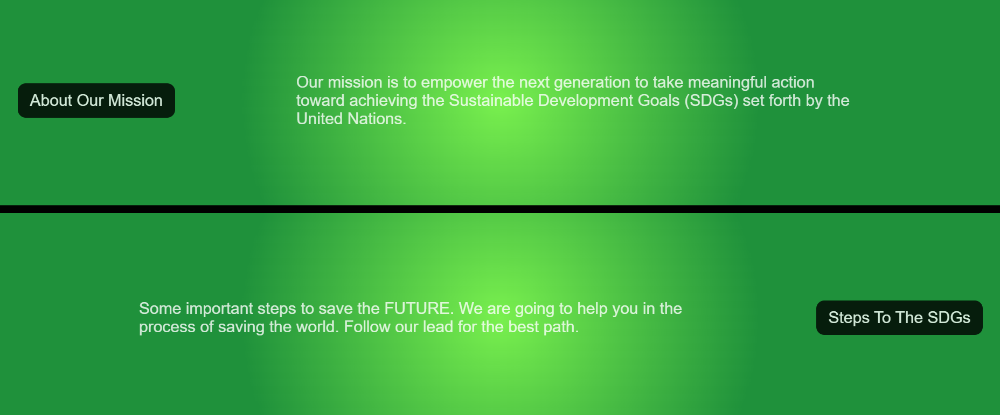 About Our Mission
Our mission is to empower the next generation to take meaningful action
toward achieving the Sustainable Development Goals (SDGs) set forth by the
United Nations.
Some important steps to save the FUTURE. We are going to help you in the
process of saving the world. Follow our lead for the best path.
Steps To The SDGs